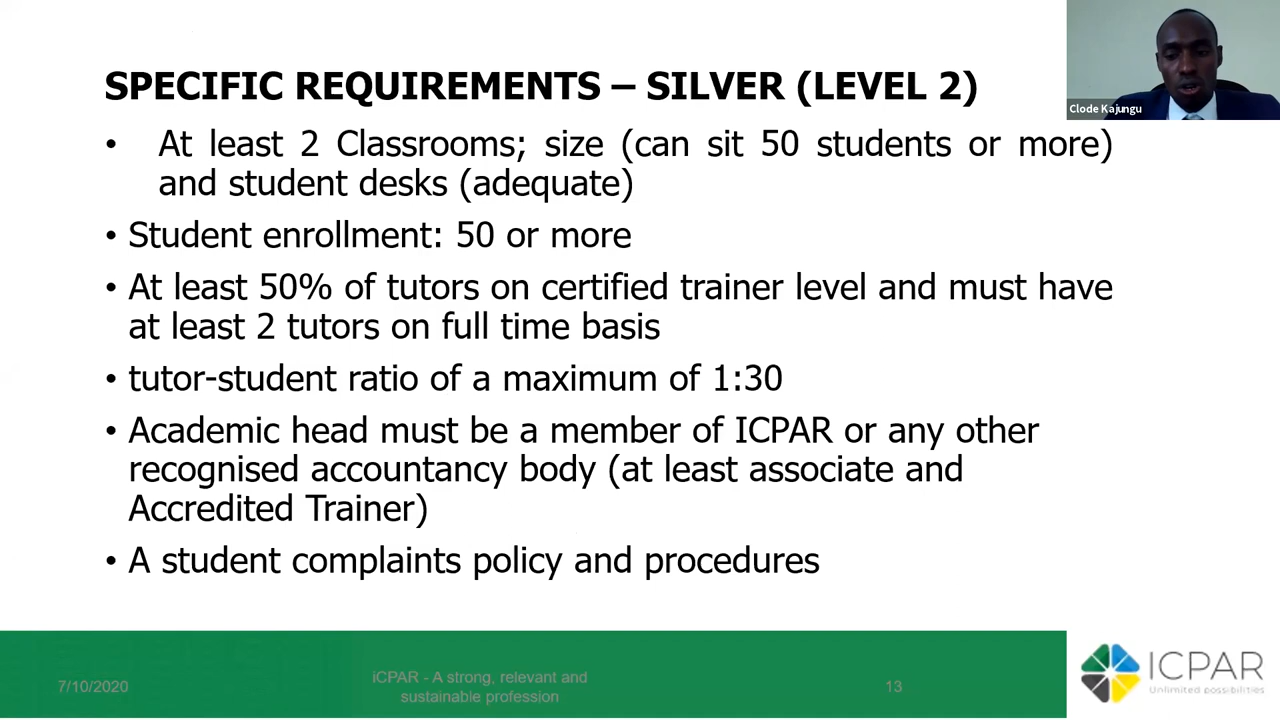 SPECIFIC REQUIREMENTS – SILVER (LEVEL 2)
Clode Kajungu
• At least 2 Classrooms; size (can sit 50 students or more)
and student desks (adequate)
• Student enrollment: 50 or more
• At least 50% of tutors on certified trainer level and must have
at least 2 tutors on full time basis
• tutor-student ratio of a maximum of 1:30
• Academic head must be a member of ICPAR or any other
recognised accountancy body (at least associate and
Accredited Trainer)
• A student complaints policy and procedures
7/10/2020
iCPAR - A strong, relevant and
sustainable profession
13
ICPAR
Unlimited possibilities